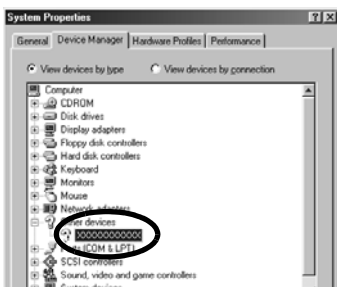 System Properties
General Device Manager Hardware Profiles Performance
View devices by type View devices by connection
Computer
CDROM
Disk drives
Display adapters
Floppy disk controllers
Hard disk controllers
Keyboard
Monitors
Mouse
Network adapters
Other devices
XXXXXXXXXXX
Ports (COM & LPT)
SCSI controllers
Sound, video and game controllers
System devices